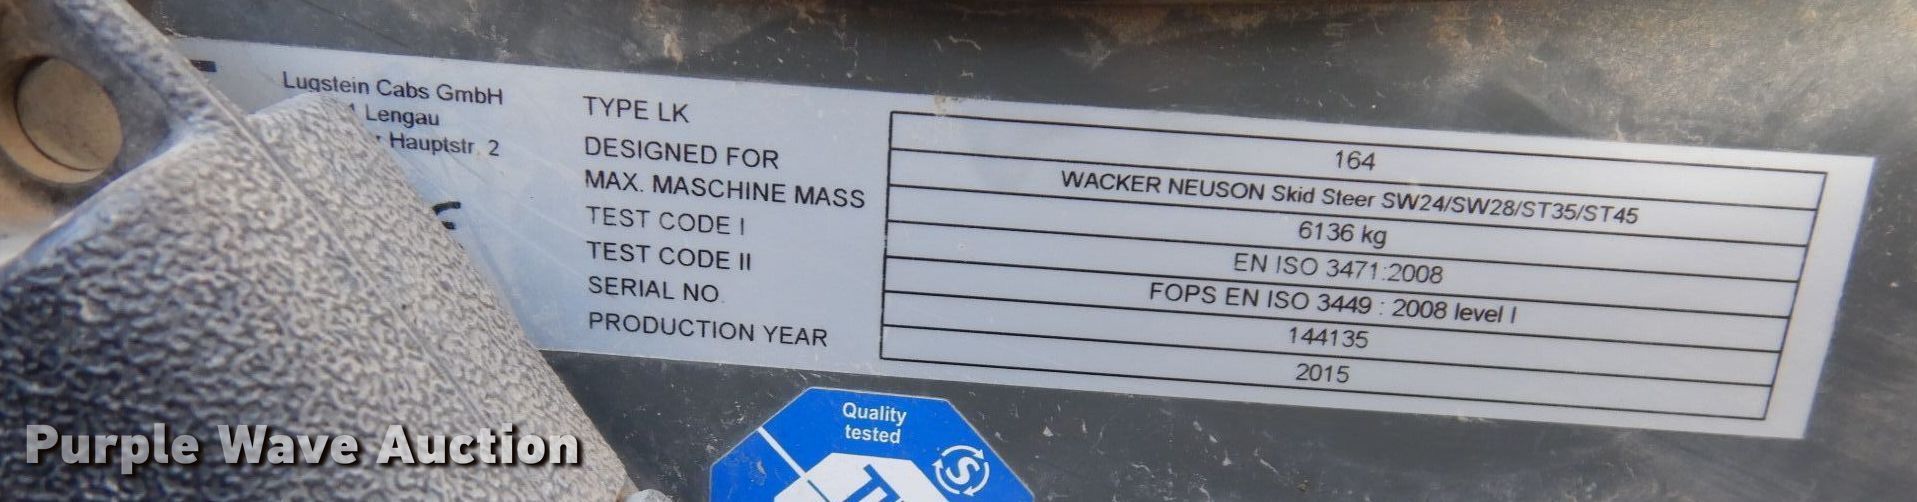 Lugstein Cabs GmbH
Lengau
Hauptstr. 2
TYPE LK 164
DESIGNED FOR WACKER NEUSON Skid Steer SW24/SW28/ST35/ST45
MAX. MASCHINE MASS 6136 kg
TEST CODE I EN ISO 3471:2008
TEST CODE II FOPS EN ISO 3449 : 2008 level I
SERIAL NO. 144135
PRODUCTION YEAR 2015
Quality
tested
Purple Wave Auction